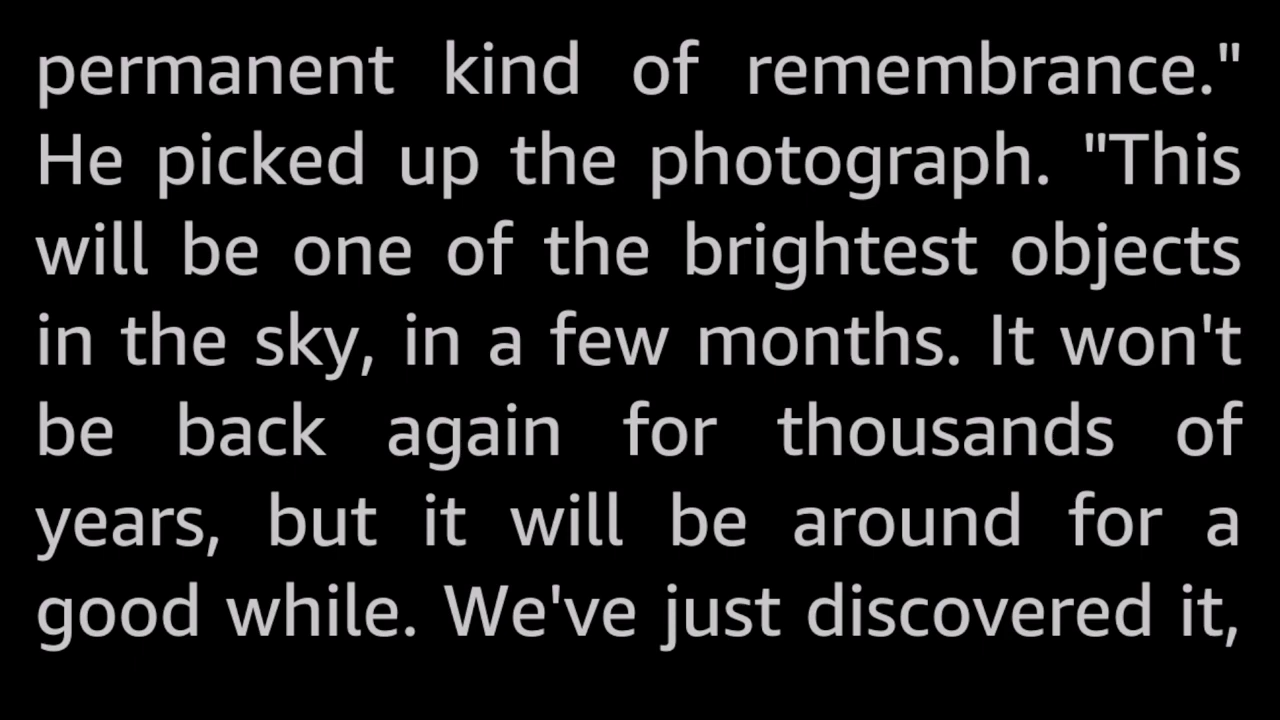 permanent kind of remembrance."
He picked up the photograph. "This
will be one of the brightest objects
in the sky, in a few months. It won't
be back again for thousands of
years, but it will be around for a
good while. We've just discovered it,